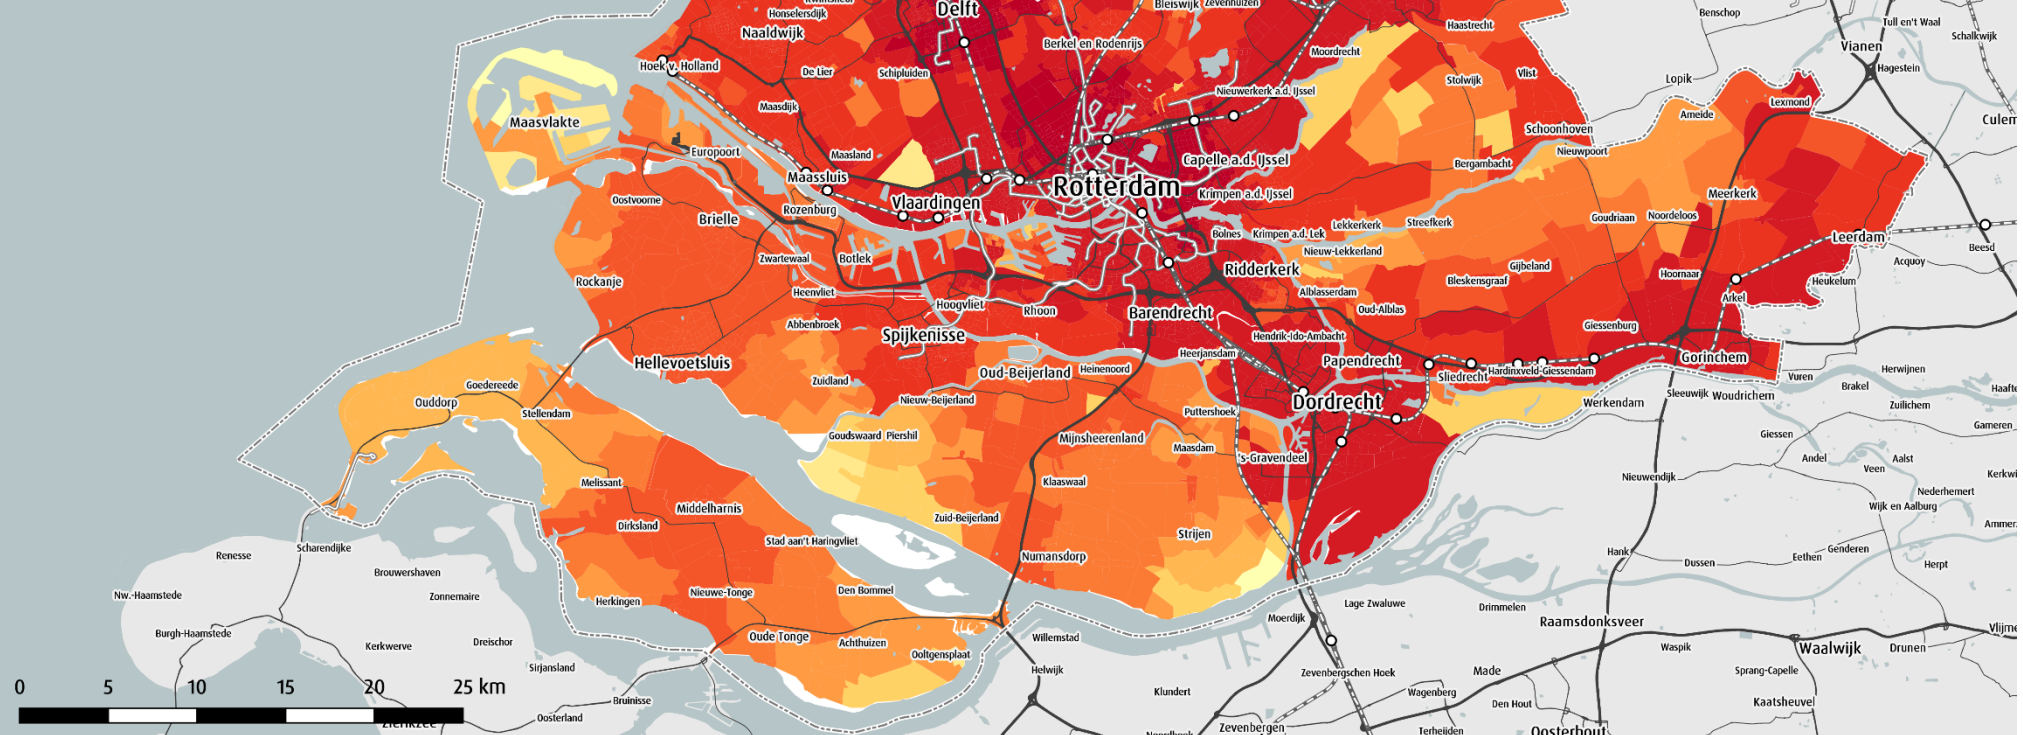 Delft
Bleiswijk
Zevenhuizen
Benschop
Honselersdijk
Naaldwijk
Berkel en Rodenrijs
Moordrecht
Haastrecht
Tull en't Waal
Schalkwijk
Vianen
Hoek v. Holland
De Lier
Schipluiden
Nieuwerkerk a.d. IJssel
Stolwijk
Vlist
Lopik
Hagestein
Maasdijk
Lexmond
Ameide
Maasvlakte
Schoonhoven
Europoort
Maasland
Capelle a.d. IJssel
Bergambacht
Nieuwpoort
Maassluis
Rotterdam
Oostvoorne
Rozenburg
Vlaardingen
Krimpen a.d. IJssel
Meerkerk
Brielle
Lekkerkerk
Streefkerk
Goudriaan
Noordeloos
Bolnes
Krimpen a.d. Lek
Leerdam
Beesd
Zwartewaal
Botlek
Nieuw-Lekkerland
Gijbeland
Acquoy
Rockanje
Ridderkerk
Bleskensgraaf
Hoornaar
Heukelum
Heenvliet
Alblasserdam
Arkel
Hoogvliet
Rhoon
Barendrecht
Oud-Alblas
Abbenbroek
Giessenburg
Spijkenisse
Hendrik-Ido-Ambacht
Heerjansdam
Papendrecht
Gorinchem
Hellevoetsluis
Oud-Beijerland
Heinenoord
Sliedrecht
Hardinxveld-Giessendam
Vuren
Herwijnen
Zuidland
Goedereede
Brakel
Ouddorp
Nieuw-Beijerland
Dordrecht
Werkendam
Sleeuwijk
Woudrichem
Zuilichem
Stellendam
Puttershoek
Gameren
Goudswaard
Piershil
Mijnsheerenland
Maasdam
Giessen
's-Gravendeel
Andel
Aalst
Veen
Melissant
Klaaswaal
Nieuwendijk
Nederhemert
Middelharnis
Wijk en Aalburg
Dirksland
Zuid-Beijerland
Strijen
Stad aan't Haringvliet
Scharendijke
Renesse
Numansdorp
Hank
Dussen
Eethen
Genderen
Herpt
Brouwershaven
Nw.-Haamstede
Zonnemaire
Herkingen
Nieuwe-Tonge
Den Bommel
Lage Zwaluwe
Drimmelen
Moerdijk
Raamsdonksveer
Burgh-Haamstede
Kerkwerve
Dreischor
Oude Tonge
Achthuizen
Willemstad
Waspik
Waalwijk
Drunen
Ooltgensplaat
Sirjansland
Helwijk
Zevenbergschen Hoek
Made
Sprang-Capelle
0 5 10 15 20 25 km
Bruinisse
Klundert
Wagenberg
Den Hout
Kaatsheuvel
Oosterland
Zierikzee
Zevenbergen
Terheijden
Oosterhout